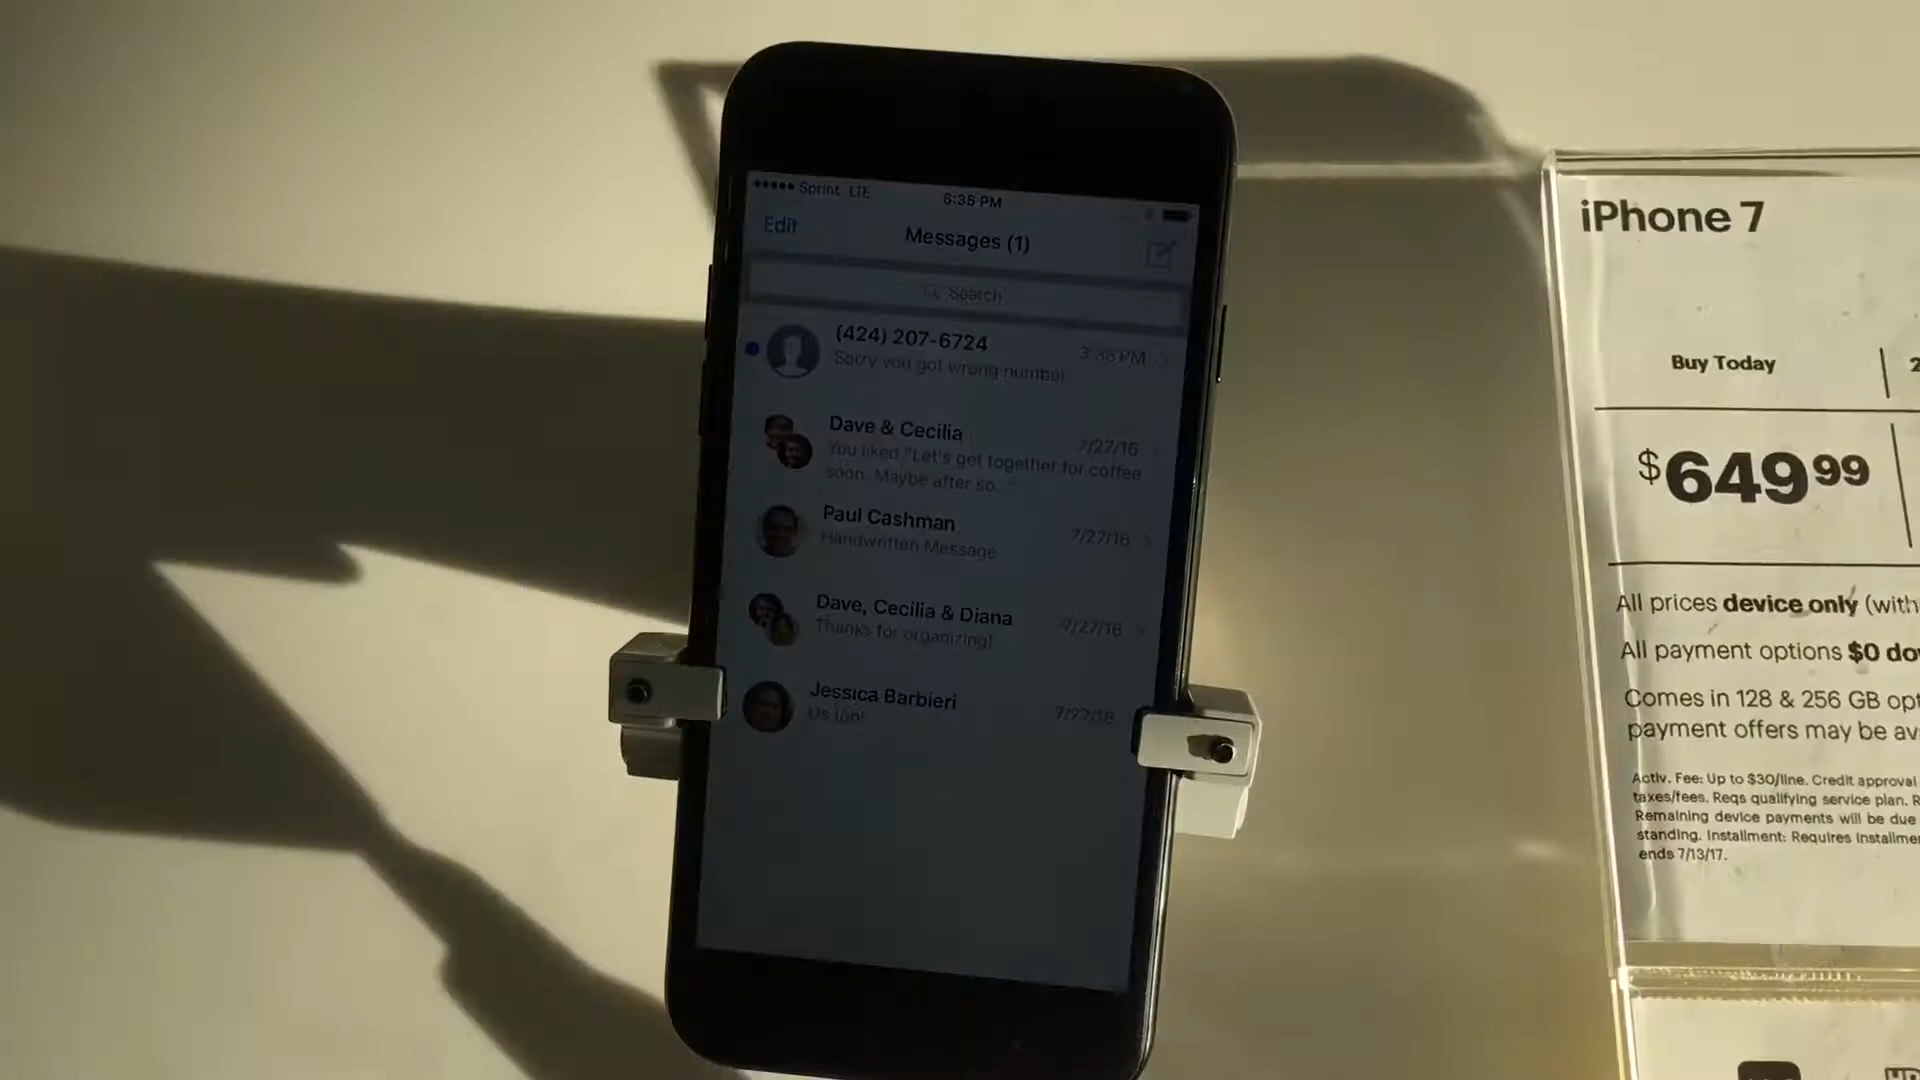 Sprint LTE
6:35 PM
Edit
Messages (1)
Search
(424) 207-6724
Sorry you got wrong number
Dave & Cecilia
7/27/16
You liked "Let's get together for coffee
soon. Maybe after so..."
Paul Cashman
7/27/16
Handwritten Message
Dave, Cecilia & Diana
7/27/16
Thanks for organizing!
Jessica Barbieri
7/27/16
iPhone 7
Buy Today
$649.99
All prices device only (with
All payment options $0 do
Comes in 128 & 256 GB opt
payment offers may be av
Activ. Fee: Up to $30/line. Credit approval
taxes/fees. Reqs qualifying service plan. R
Remaining device payments will be due
standing. Installment: Requires installme
ends 7/13/17.
HD